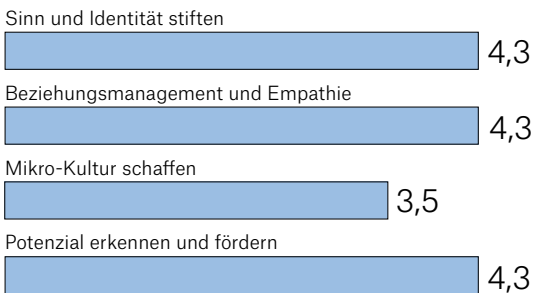 Sinn und Identität stiften
4,3
Beziehungsmanagement und Empathie
4,3
Mikro-Kultur schaffen
3,5
Potenzial erkennen und fördern
4,3